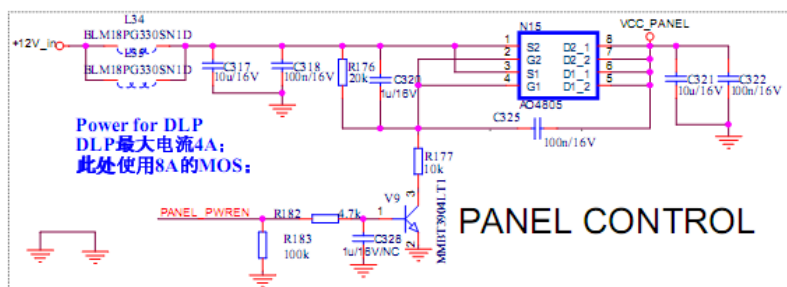 L34
BLM18PG330SN1D
+12V_in
BLM18PG330SN1D
C317
10u/16V
C318
100n/16V
R176
20k
C320
1u/16V
N15
1
2
3
4
S2
G2
S1
G1
D2_1
D2_2
D1_1
D1_2
8
7
6
5
AO4805
VCC_PANEL
C321
10u/16V
C322
100n/16V
C325
100n/16V
Power for DLP
DLP最大电流4A；
此处使用8A的MOS；
R177
10k
PANEL_PWREN
R182
4.7k
R183
100k
C328
1u/16V/NC
V9
1
3
2
MMBT3904LT1
PANEL CONTROL